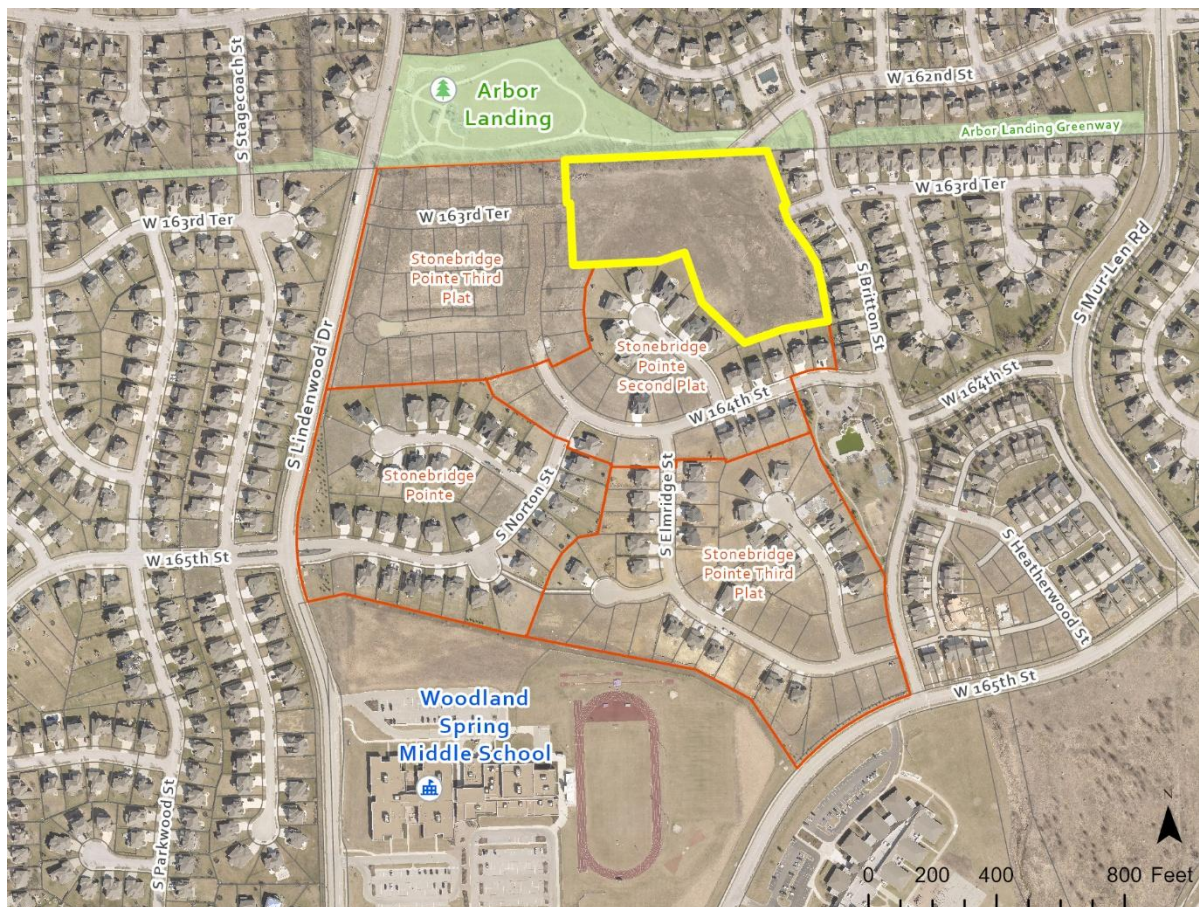 W 162nd St
S Stagecoach St
Arbor
Landing
Arbor Landing Greenway
W 163rd Ter
W 163rd Ter
W 163rd Ter
Stonebridge
Pointe Third
Plat
S Mur-Len Rd
S Britton St
S Lindenwood Dr
Stonebridge
Pointe
Second Plat
W 164th St
W 164th St
Stonebridge
Pointe
S Norton St
S Elmridge St
W 165th St
Stonebridge
Pointe Third
Plat
S Heatherwood St
W 165th St
Woodland
Spring
Middle School
S Parkwood St
N
0 200 400 800 Feet